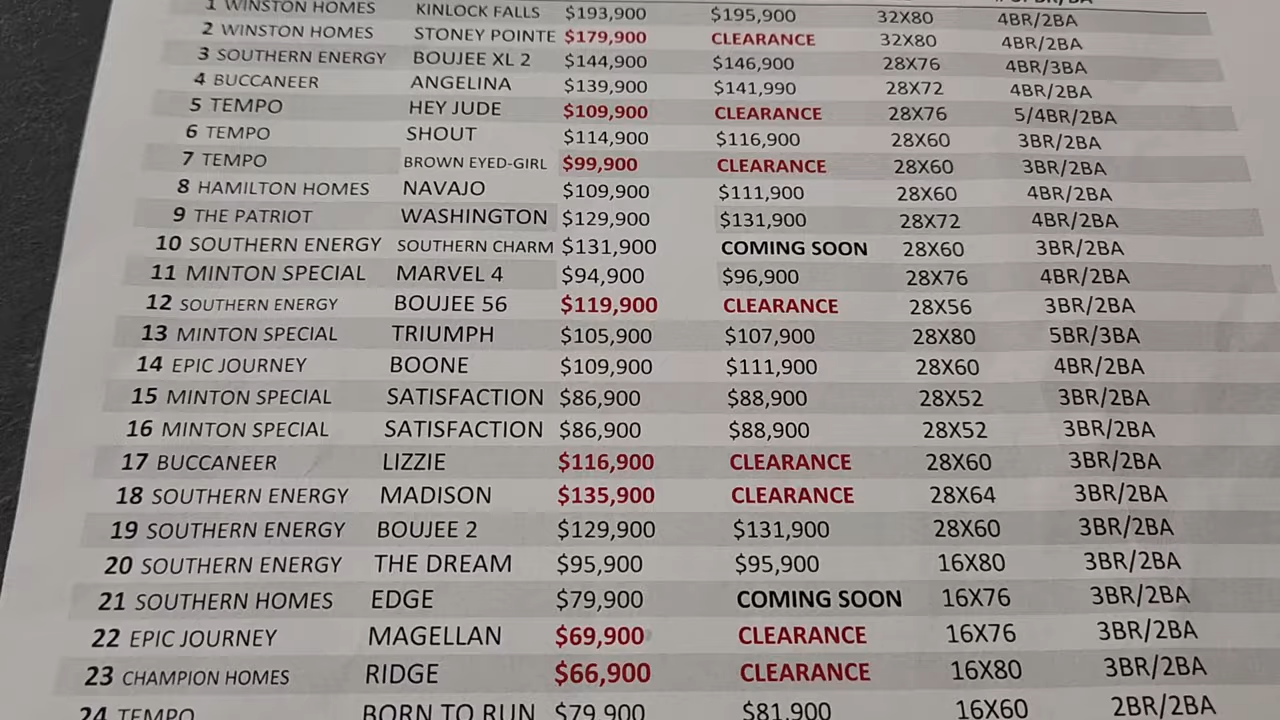 1 WINSTON HOMES KINLOCK FALLS $193,900 $195,900 32X80 4BR/2BA
2 WINSTON HOMES STONEY POINTE $179,900 CLEARANCE 32X80 4BR/2BA
3 SOUTHERN ENERGY BOUJEE XL 2 $144,900 $146,900 28X76 4BR/3BA
4 BUCCANEER ANGELINA $139,900 $141,990 28X72 4BR/2BA
5 TEMPO HEY JUDE $109,900 CLEARANCE 28X76 5/4BR/2BA
6 TEMPO SHOUT $114,900 $116,900 28X60 3BR/2BA
7 TEMPO BROWN EYED-GIRL $99,900 CLEARANCE 28X60 3BR/2BA
8 HAMILTON HOMES NAVAJO $109,900 $111,900 28X60 4BR/2BA
9 THE PATRIOT WASHINGTON $129,900 $131,900 28X72 4BR/2BA
10 SOUTHERN ENERGY SOUTHERN CHARM $131,900 COMING SOON 28X60 3BR/2BA
11 MINTON SPECIAL MARVEL 4 $94,900 $96,900 28X76 4BR/2BA
12 SOUTHERN ENERGY BOUJEE 56 $119,900 CLEARANCE 28X56 3BR/2BA
13 MINTON SPECIAL TRIUMPH $105,900 $107,900 28X80 5BR/3BA
14 EPIC JOURNEY BOONE $109,900 $111,900 28X60 4BR/2BA
15 MINTON SPECIAL SATISFACTION $86,900 $88,900 28X52 3BR/2BA
16 MINTON SPECIAL SATISFACTION $86,900 $88,900 28X52 3BR/2BA
17 BUCCANEER LIZZIE $116,900 CLEARANCE 28X60 3BR/2BA
18 SOUTHERN ENERGY MADISON $135,900 CLEARANCE 28X64 3BR/2BA
19 SOUTHERN ENERGY BOUJEE 2 $129,900 $131,900 28X60 3BR/2BA
20 SOUTHERN ENERGY THE DREAM $95,900 $95,900 16X80 3BR/2BA
21 SOUTHERN HOMES EDGE $79,900 COMING SOON 16X76 3BR/2BA
22 EPIC JOURNEY MAGELLAN $69,900 CLEARANCE 16X76 3BR/2BA
23 CHAMPION HOMES RIDGE $66,900 CLEARANCE 16X80 3BR/2BA
24 TEMPO BORN TO RUN $79,900 $81,900 16X60 2BR/2BA